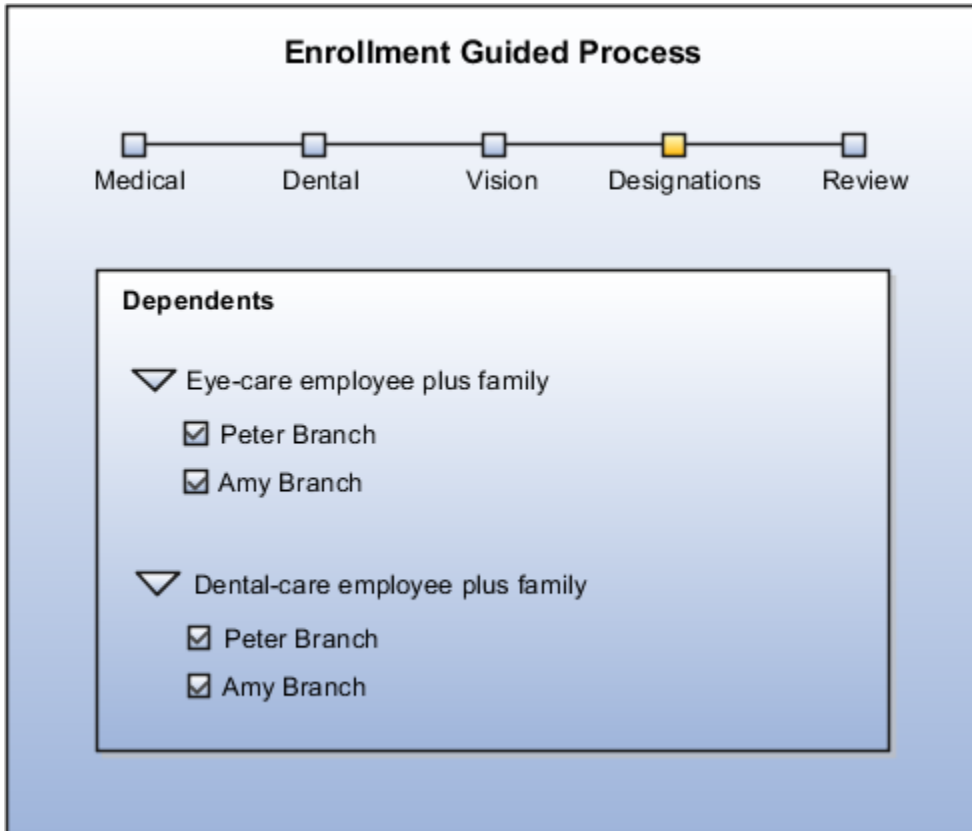 Enrollment Guided Process
Medical Dental Vision Designations Review
Dependents
Eye-care employee plus family
Peter Branch
Amy Branch
Dental-care employee plus family
Peter Branch
Amy Branch